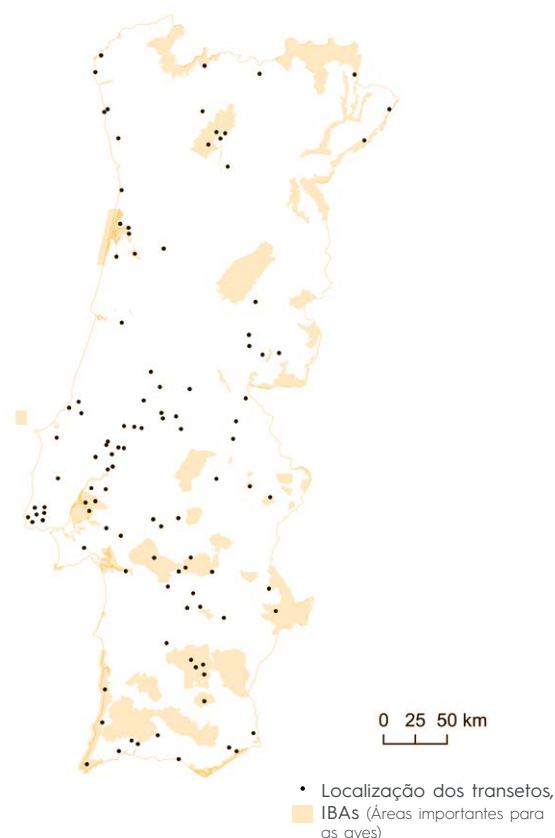 0 25 50 km
Localização dos transetos,
IBAs (Áreas importantes para
as aves)